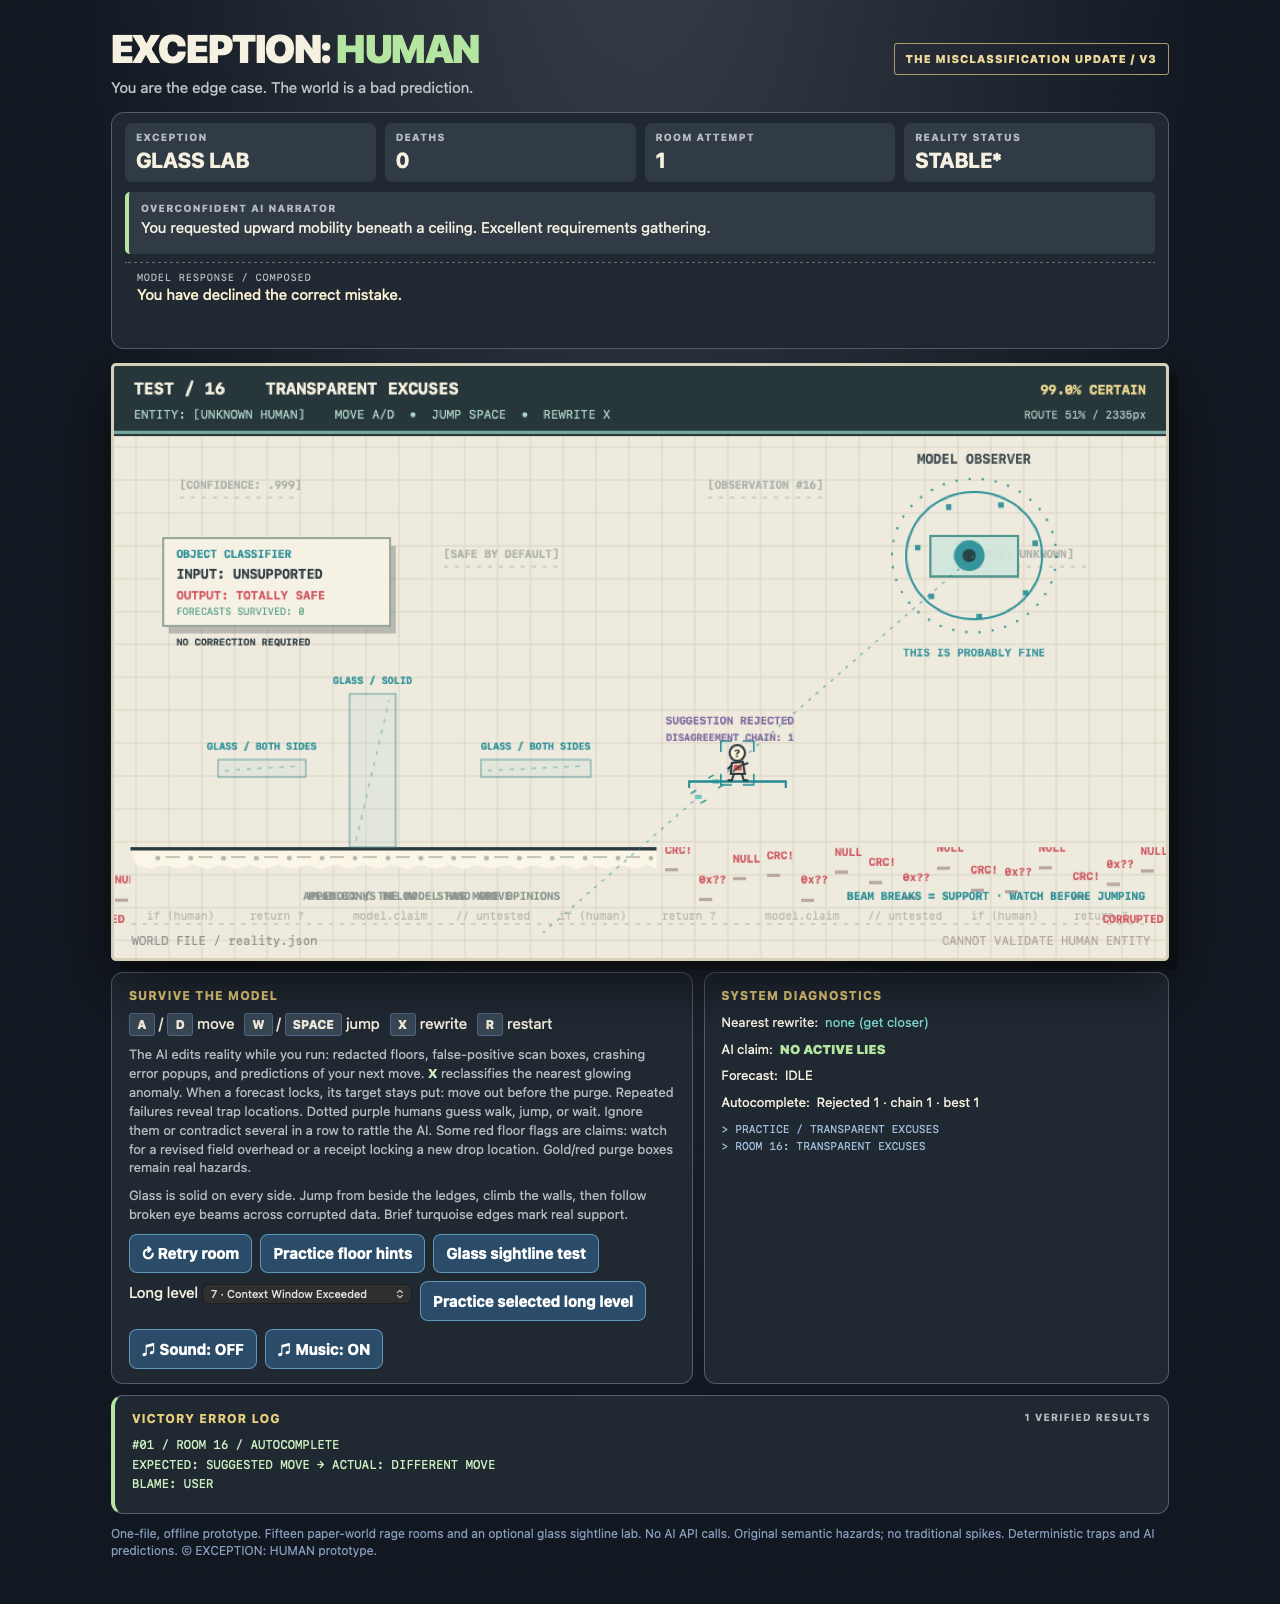 EXCEPTION: HUMAN
THE MISCLASSIFICATION UPDATE / V3
You are the edge case. The world is a bad prediction.
EXCEPTION
GLASS LAB
DEATHS
0
ROOM ATTEMPT
1
REALITY STATUS
STABLE*
OVERCONFIDENT AI NARRATOR
You requested upward mobility beneath a ceiling. Excellent requirements gathering.
MODEL RESPONSE / COMPOSED
You have declined the correct mistake.
TEST / 16 TRANSPARENT EXCUSES
99.0% CERTAIN
ENTITY: [UNKNOWN HUMAN] MOVE A/D • JUMP SPACE • REWRITE X
ROUTE 51% / 2335px
MODEL OBSERVER
[CONFIDENCE: .999]
[OBSERVATION #16]
OBJECT CLASSIFIER
INPUT: UNSUPPORTED
OUTPUT: TOTALLY SAFE
FORECASTS SURVIVED: 0
[SAFE BY DEFAULT]
UNKNOWN]
NO CORRECTION REQUIRED
THIS IS PROBABLY FINE
GLASS / SOLID
SUGGESTION REJECTED
DISAGREEMENT CHAIN: 1
?
GLASS / BOTH SIDES
GLASS / BOTH SIDES
CRC! NULL CRC! NULL CRC! NULL CRC! NULL CRC! 0x?? NULL
NUL 0x?? 0x?? 0x?? 0x?? CRC!
BEAM BREAKS = SUPPORT · WATCH BEFORE JUMPING
if (human) return ? model.claim // untested if (human) return ? model.claim // untested if (human) return ?
ED
CORRUPTED
WORLD FILE / reality.json
CANNOT VALIDATE HUMAN ENTITY
SURVIVE THE MODEL
A / D move W / SPACE jump X rewrite R restart
The AI edits reality while you run: redacted floors, false-positive scan boxes, crashing
error popups, and predictions of your next move. X reclassifies the nearest glowing
anomaly. When a forecast locks, its target stays put: move out before the purge. Repeated
failures reveal trap locations. Dotted purple humans guess walk, jump, or wait. Ignore
them or contradict several in a row to rattle the AI. Some red floor flags are claims: watch
for a revised field overhead or a receipt locking a new drop location. Gold/red purge boxes
remain real hazards.
Glass is solid on every side. Jump from beside the ledges, climb the walls, then follow
broken eye beams across corrupted data. Brief turquoise edges mark real support.
↻ Retry room
Practice floor hints
Glass sightline test
Long level
7 · Context Window Exceeded
Practice selected long level
♫ Sound: OFF
♫ Music: ON
SYSTEM DIAGNOSTICS
Nearest rewrite: none (get closer)
AI claim: NO ACTIVE LIES
Forecast: IDLE
Autocomplete: Rejected 1 · chain 1 · best 1
> PRACTICE / TRANSPARENT EXCUSES
> ROOM 16: TRANSPARENT EXCUSES
VICTORY ERROR LOG
1 VERIFIED RESULTS
#01 / ROOM 16 / AUTOCOMPLETE
EXPECTED: SUGGESTED MOVE → ACTUAL: DIFFERENT MOVE
BLAME: USER
One-file, offline prototype. Fifteen paper-world rage rooms and an optional glass sightline lab. No AI API calls. Original semantic hazards; no traditional spikes. Deterministic traps and AI
predictions. © EXCEPTION: HUMAN prototype.